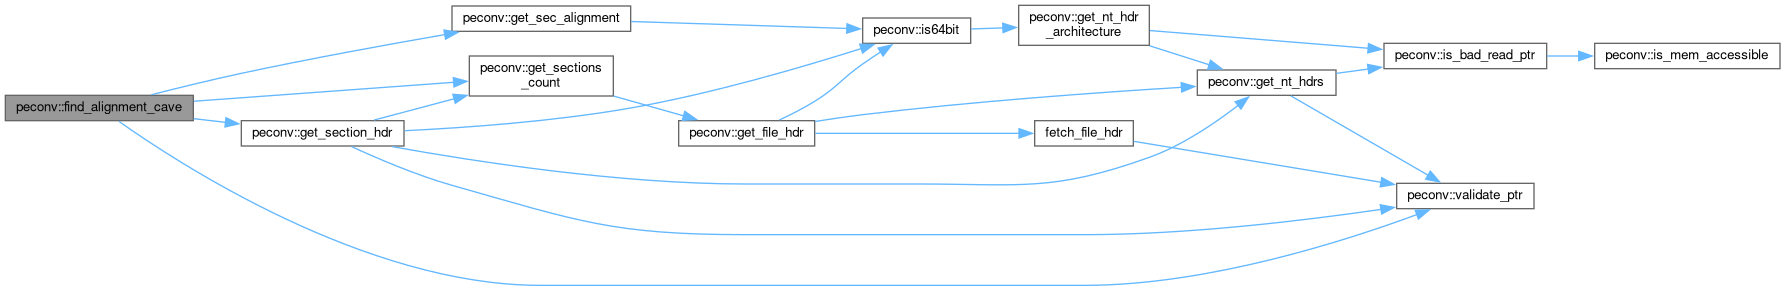 peconv::find_alignment_cave
peconv::get_sec_alignment
peconv::get_sections
_count
peconv::get_section_hdr
peconv::get_file_hdr
peconv::is64bit
peconv::get_nt_hdr
_architecture
fetch_file_hdr
peconv::get_nt_hdrs
peconv::is_bad_read_ptr
peconv::validate_ptr
peconv::is_mem_accessible